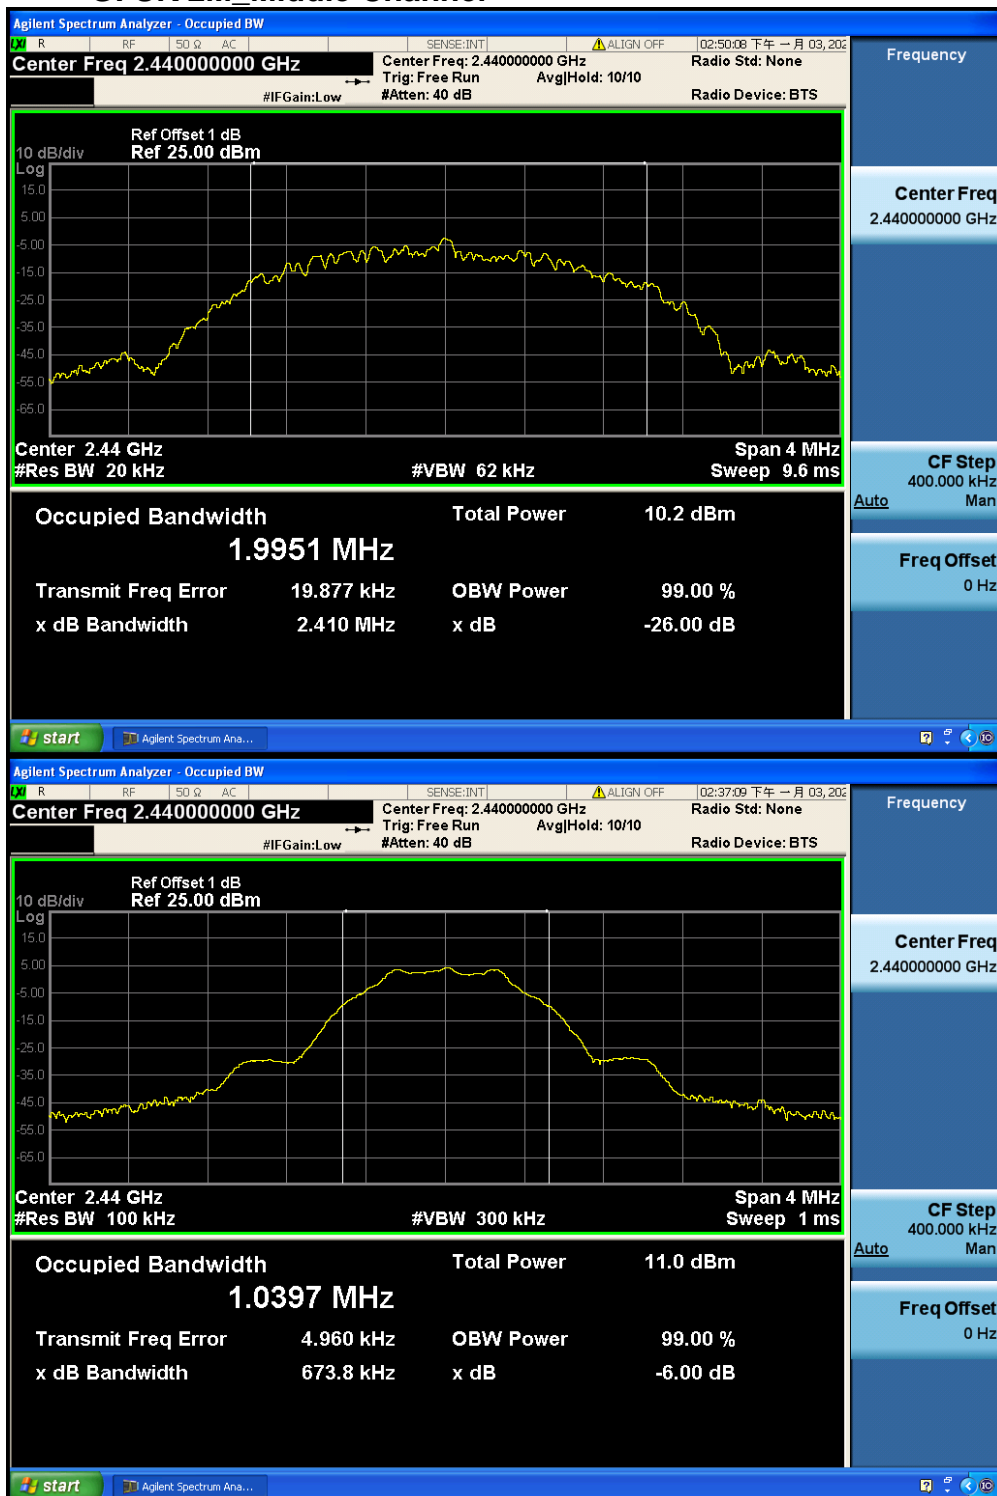 Agilent Spectrum Analyzer - Occupied BW
LXI R RF 50 Ω AC SENSE:INT ALIGN OFF 02:50:08 下午 一月 03, 202
Center Freq 2.440000000 GHz
Center Freq: 2.440000000 GHz
Radio Std: None
Trig: Free Run Avg|Hold: 10/10
#IFGain:Low #Atten: 40 dB Radio Device: BTS
Frequency
Ref Offset 1 dB
10 dB/div Ref 25.00 dBm
Log
15.0
5.00
-5.00
-15.0
-25.0
-35.0
-45.0
-55.0
-65.0
Center 2.44 GHz Span 4 MHz
#Res BW 20 kHz #VBW 62 kHz Sweep 9.6 ms
Occupied Bandwidth Total Power 10.2 dBm
1.9951 MHz
Transmit Freq Error 19.877 kHz OBW Power 99.00 %
x dB Bandwidth 2.410 MHz x dB -26.00 dB
Center Freq
2.440000000 GHz
CF Step
400.000 kHz
Auto Man
Freq Offset
0 Hz
start Agilent Spectrum Ana...
Agilent Spectrum Analyzer - Occupied BW
LXI R RF 50 Ω AC SENSE:INT ALIGN OFF 02:37:09 下午 一月 03, 202
Center Freq 2.440000000 GHz
Center Freq: 2.440000000 GHz
Radio Std: None
Trig: Free Run Avg|Hold: 10/10
#IFGain:Low #Atten: 40 dB Radio Device: BTS
Frequency
Ref Offset 1 dB
10 dB/div Ref 25.00 dBm
Log
15.0
5.00
-5.00
-15.0
-25.0
-35.0
-45.0
-55.0
-65.0
Center 2.44 GHz Span 4 MHz
#Res BW 100 kHz #VBW 300 kHz Sweep 1 ms
Occupied Bandwidth Total Power 11.0 dBm
1.0397 MHz
Transmit Freq Error 4.960 kHz OBW Power 99.00 %
x dB Bandwidth 673.8 kHz x dB -6.00 dB
Center Freq
2.440000000 GHz
CF Step
400.000 kHz
Auto Man
Freq Offset
0 Hz
start Agilent Spectrum Ana...